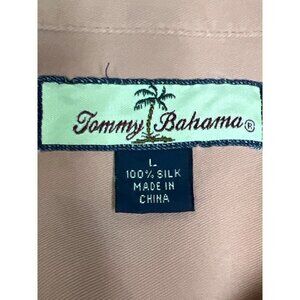 Tommy Bahama®
L
100% SILK
MADE IN
CHINA